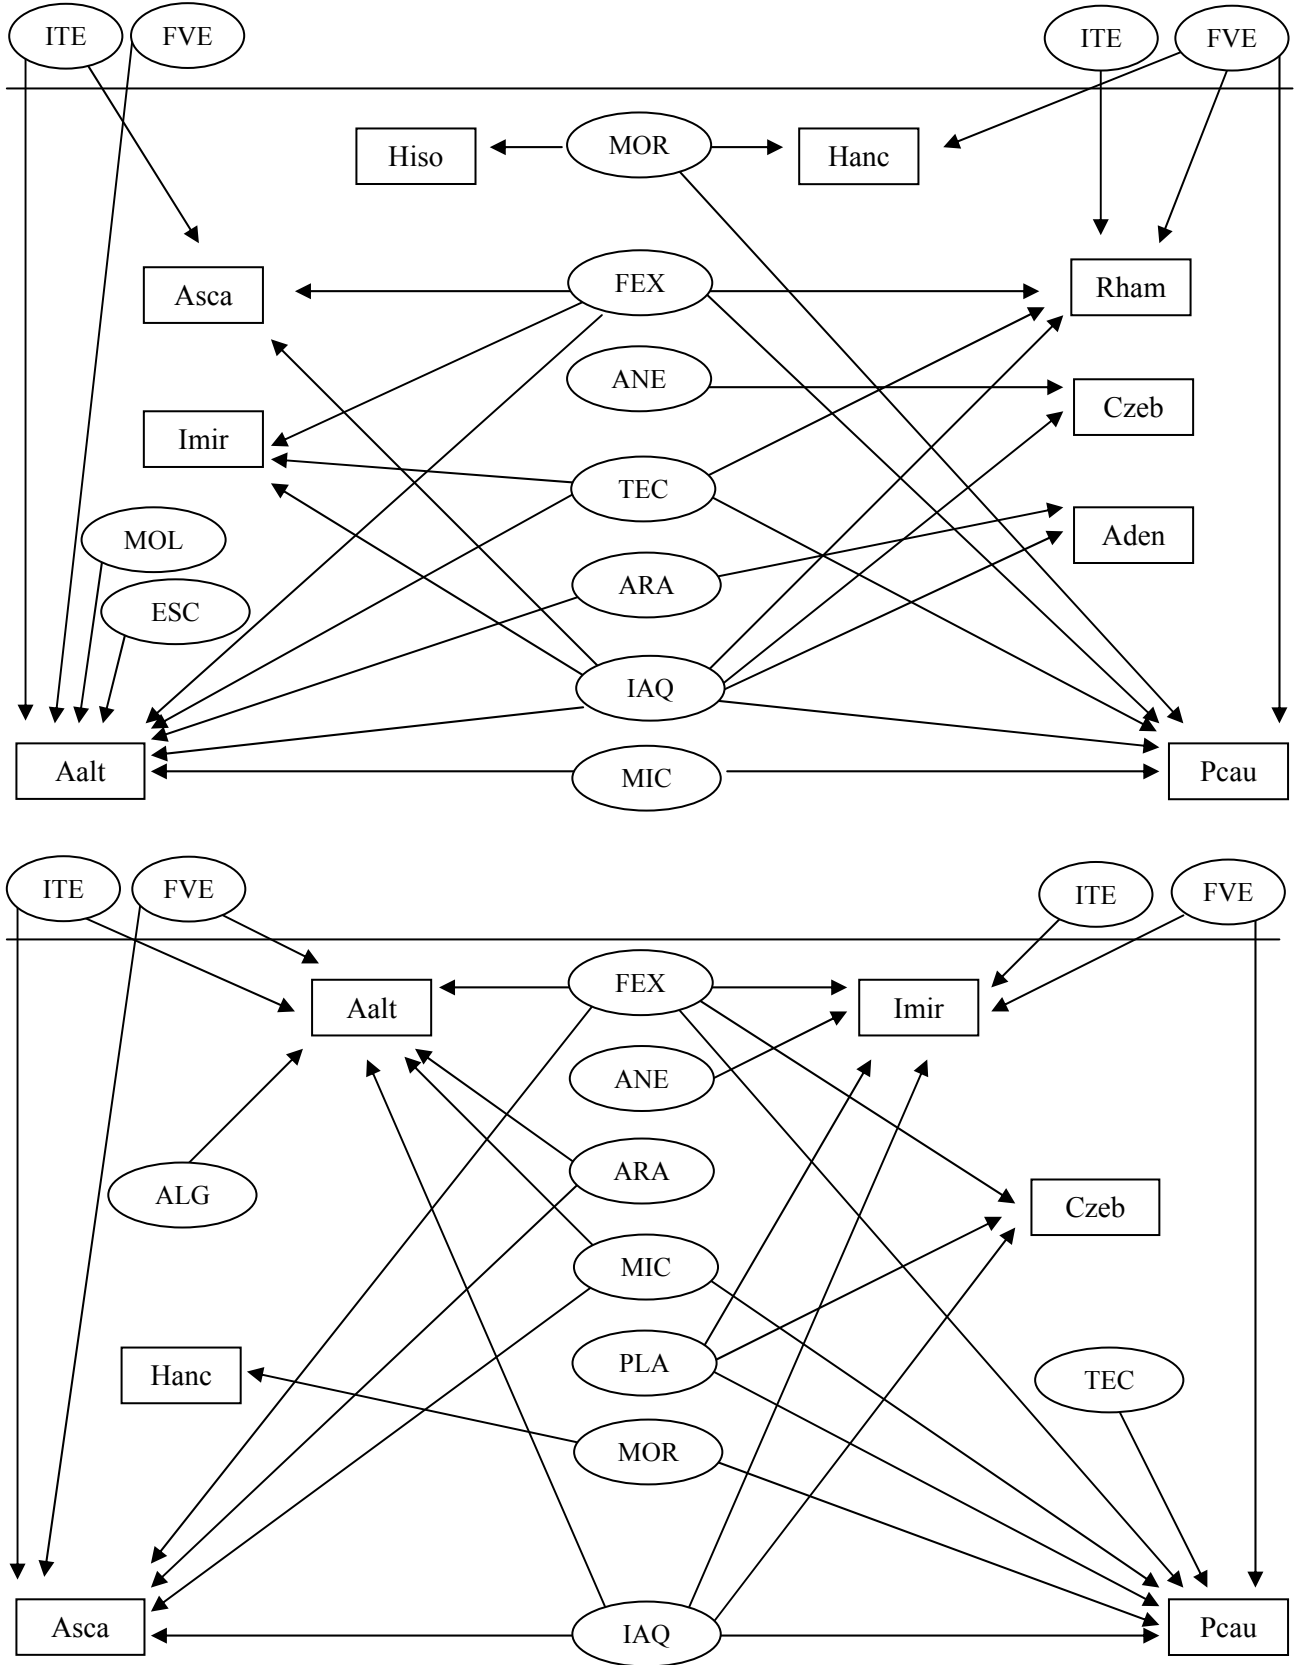 ITE FVE ITE FVE
Hiso MOR Hanc
Asca FEX Rham
ANE Czeb
Imir
TEC
MOL Aden
ARA
ESC
IAQ
Aalt MIC Pcau
ITE FVE ITE FVE
Aalt FEX Imir
ANE
ARA
ALG Czeb
MIC
Hanc PLA TEC
MOR
Asca IAQ Pcau